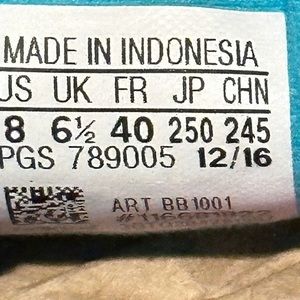 MADE IN INDONESIA
US UK FR JP CHN
8 6½ 40 250 245
PGS 789005 12/16
ART BB1001